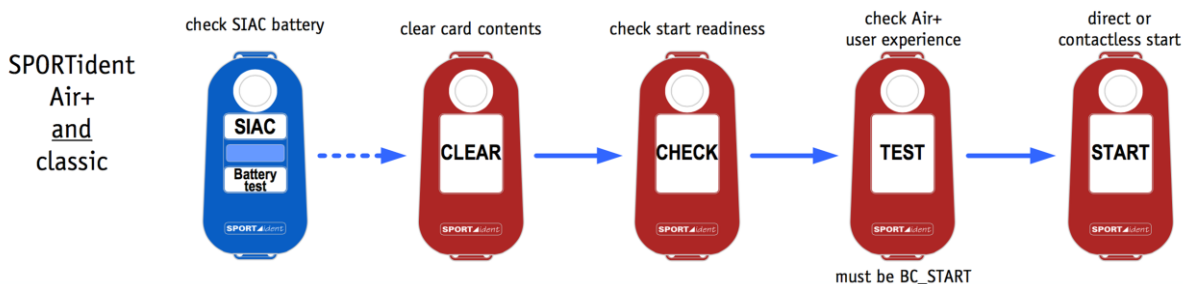 SPORTident
Air+
and
classic
check SIAC battery
SIAC
Battery
test
SPORTident
clear card contents
CLEAR
SPORTident
check start readiness
CHECK
SPORTident
check Air+
user experience
TEST
SPORTident
must be BC_START
direct or
contactless start
START
SPORTident